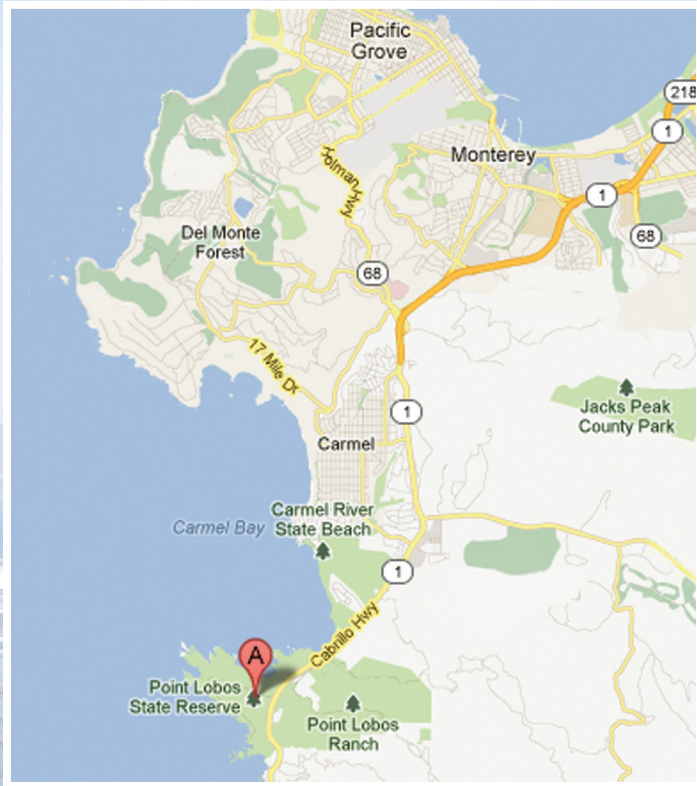 Pacific
Grove
218
1
Holman Hwy
Monterey
1
68
Del Monte
Forest
68
17 Mile Dr
Jacks Peak
County Park
1
Carmel
Carmel River
State Beach
Carmel Bay
1
Cabrillo Hwy
A
Point Lobos
State Reserve
Point Lobos
Ranch